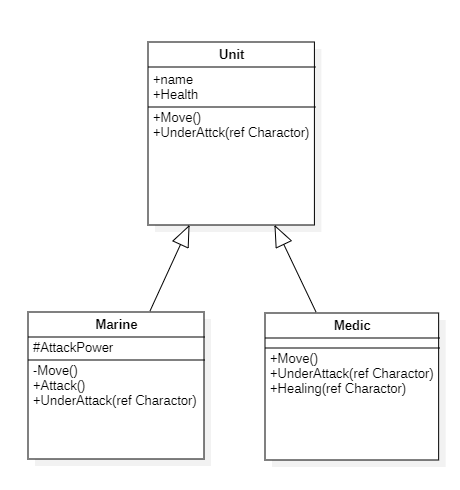 Unit
+name
+Health
+Move()
+UnderAttck(ref Charactor)
Marine
#AttackPower
-Move()
+Attack()
+UnderAttack(ref Charactor)
Medic
+Move()
+UnderAttack(ref Charactor)
+Healing(ref Charactor)